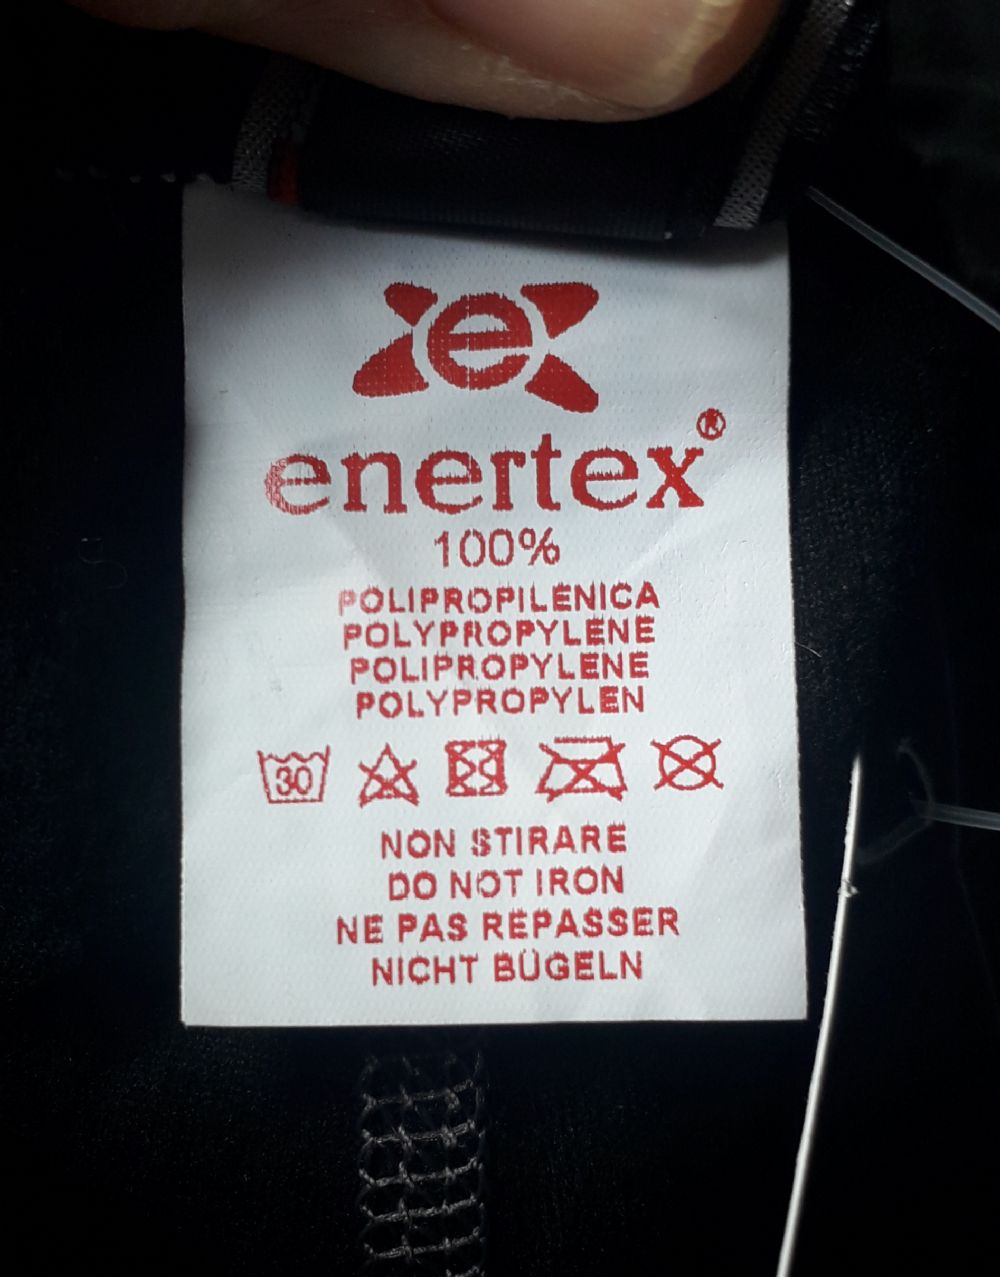 e
enertex®
100%
POLIPROPILENICA
POLYPROPYLENE
POLIPROPYLENE
POLYPROPYLEN
30
NON STIRARE
DO NOT IRON
NE PAS REPASSER
NICHT BÜGELN